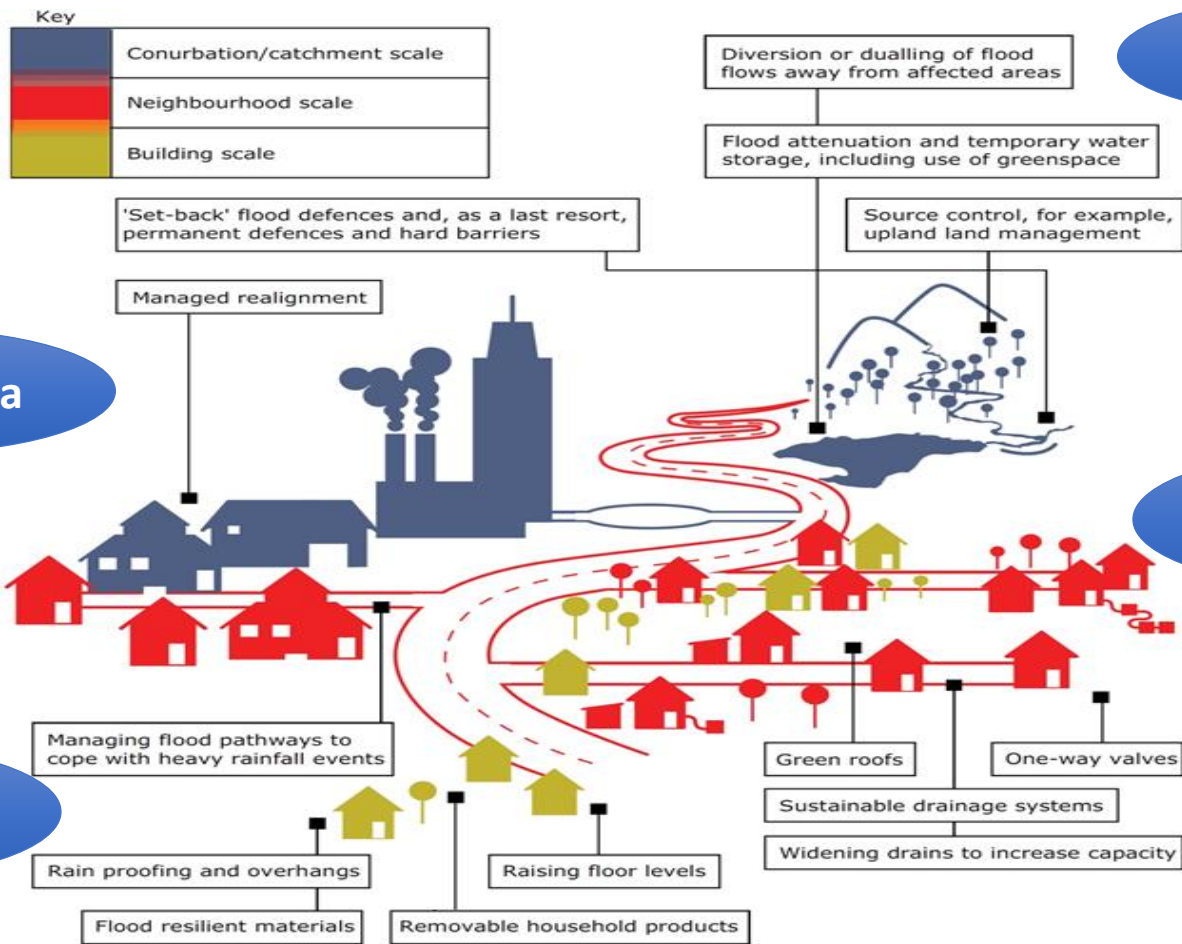 Key
Conurbation/catchment scale
Neighbourhood scale
Building scale
Diversion or dualling of flood
flows away from affected areas
Flood attenuation and temporary water
storage, including use of greenspace
'Set-back' flood defences and, as a last resort,
permanent defences and hard barriers
Source control, for example,
upland land management
Managed realignment
a
Managing flood pathways to
cope with heavy rainfall events
Green roofs
One-way valves
Sustainable drainage systems
Widening drains to increase capacity
Rain proofing and overhangs
Raising floor levels
Flood resilient materials
Removable household products